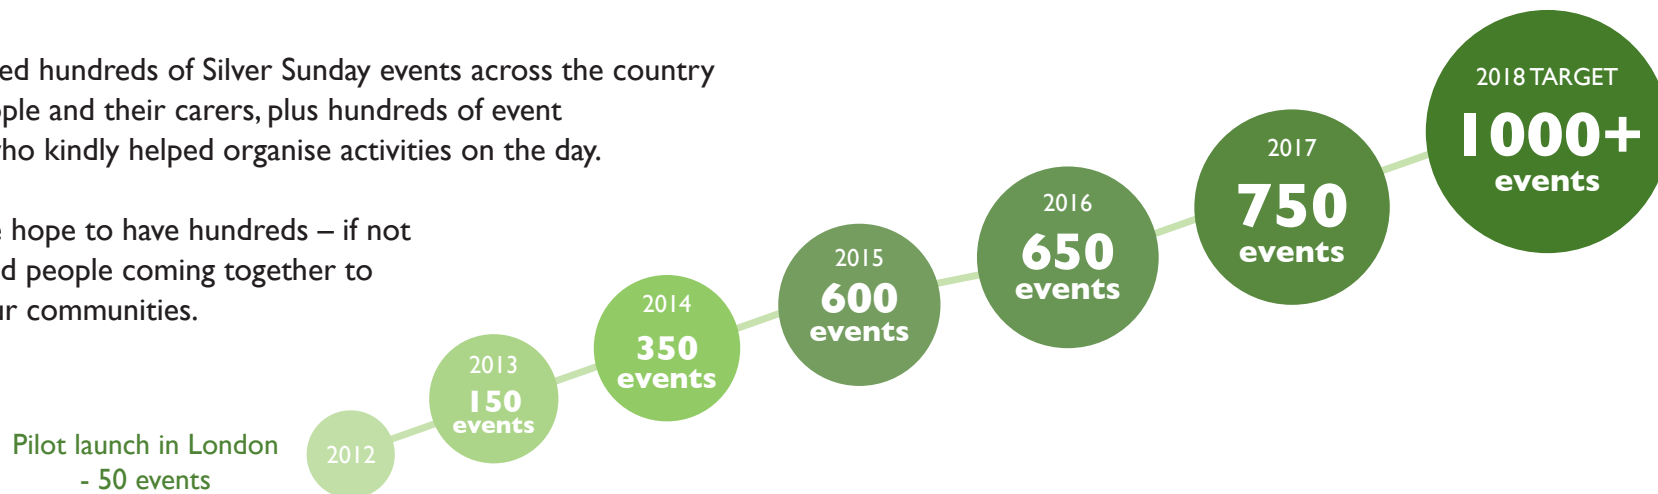 ed hundreds of Silver Sunday events across the country
ople and their carers, plus hundreds of event
who kindly helped organise activities on the day.
e hope to have hundreds – if not
d people coming together to
ur communities.
Pilot launch in London
- 50 events
2012
2013
150
events
2014
350
events
2015
600
events
2016
650
events
2017
750
events
2018 TARGET
1000+
events